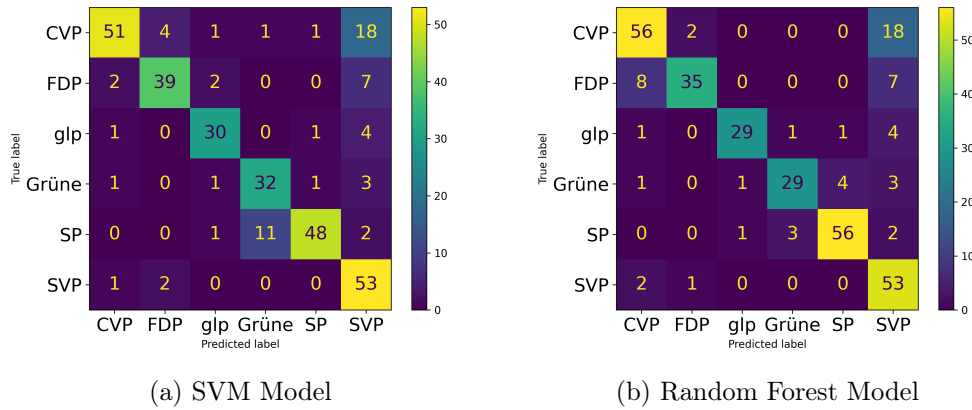 CVP 51 4 1 1 1 18
FDP 2 39 2 0 0 7
glp 1 0 30 0 1 4
Grüne 1 0 1 32 1 3
SP 0 0 1 11 48 2
SVP 1 2 0 0 0 53
CVP FDP glp Grüne SP SVP
True label
Predicted label
50
40
30
20
10
0
(a) SVM Model
CVP 56 2 0 0 0 18
FDP 8 35 0 0 0 7
glp 1 0 29 1 1 4
Grüne 1 0 1 29 4 3
SP 0 0 1 3 56 2
SVP 2 1 0 0 0 53
CVP FDP glp Grüne SP SVP
True label
Predicted label
50
40
30
20
10
0
(b) Random Forest Model